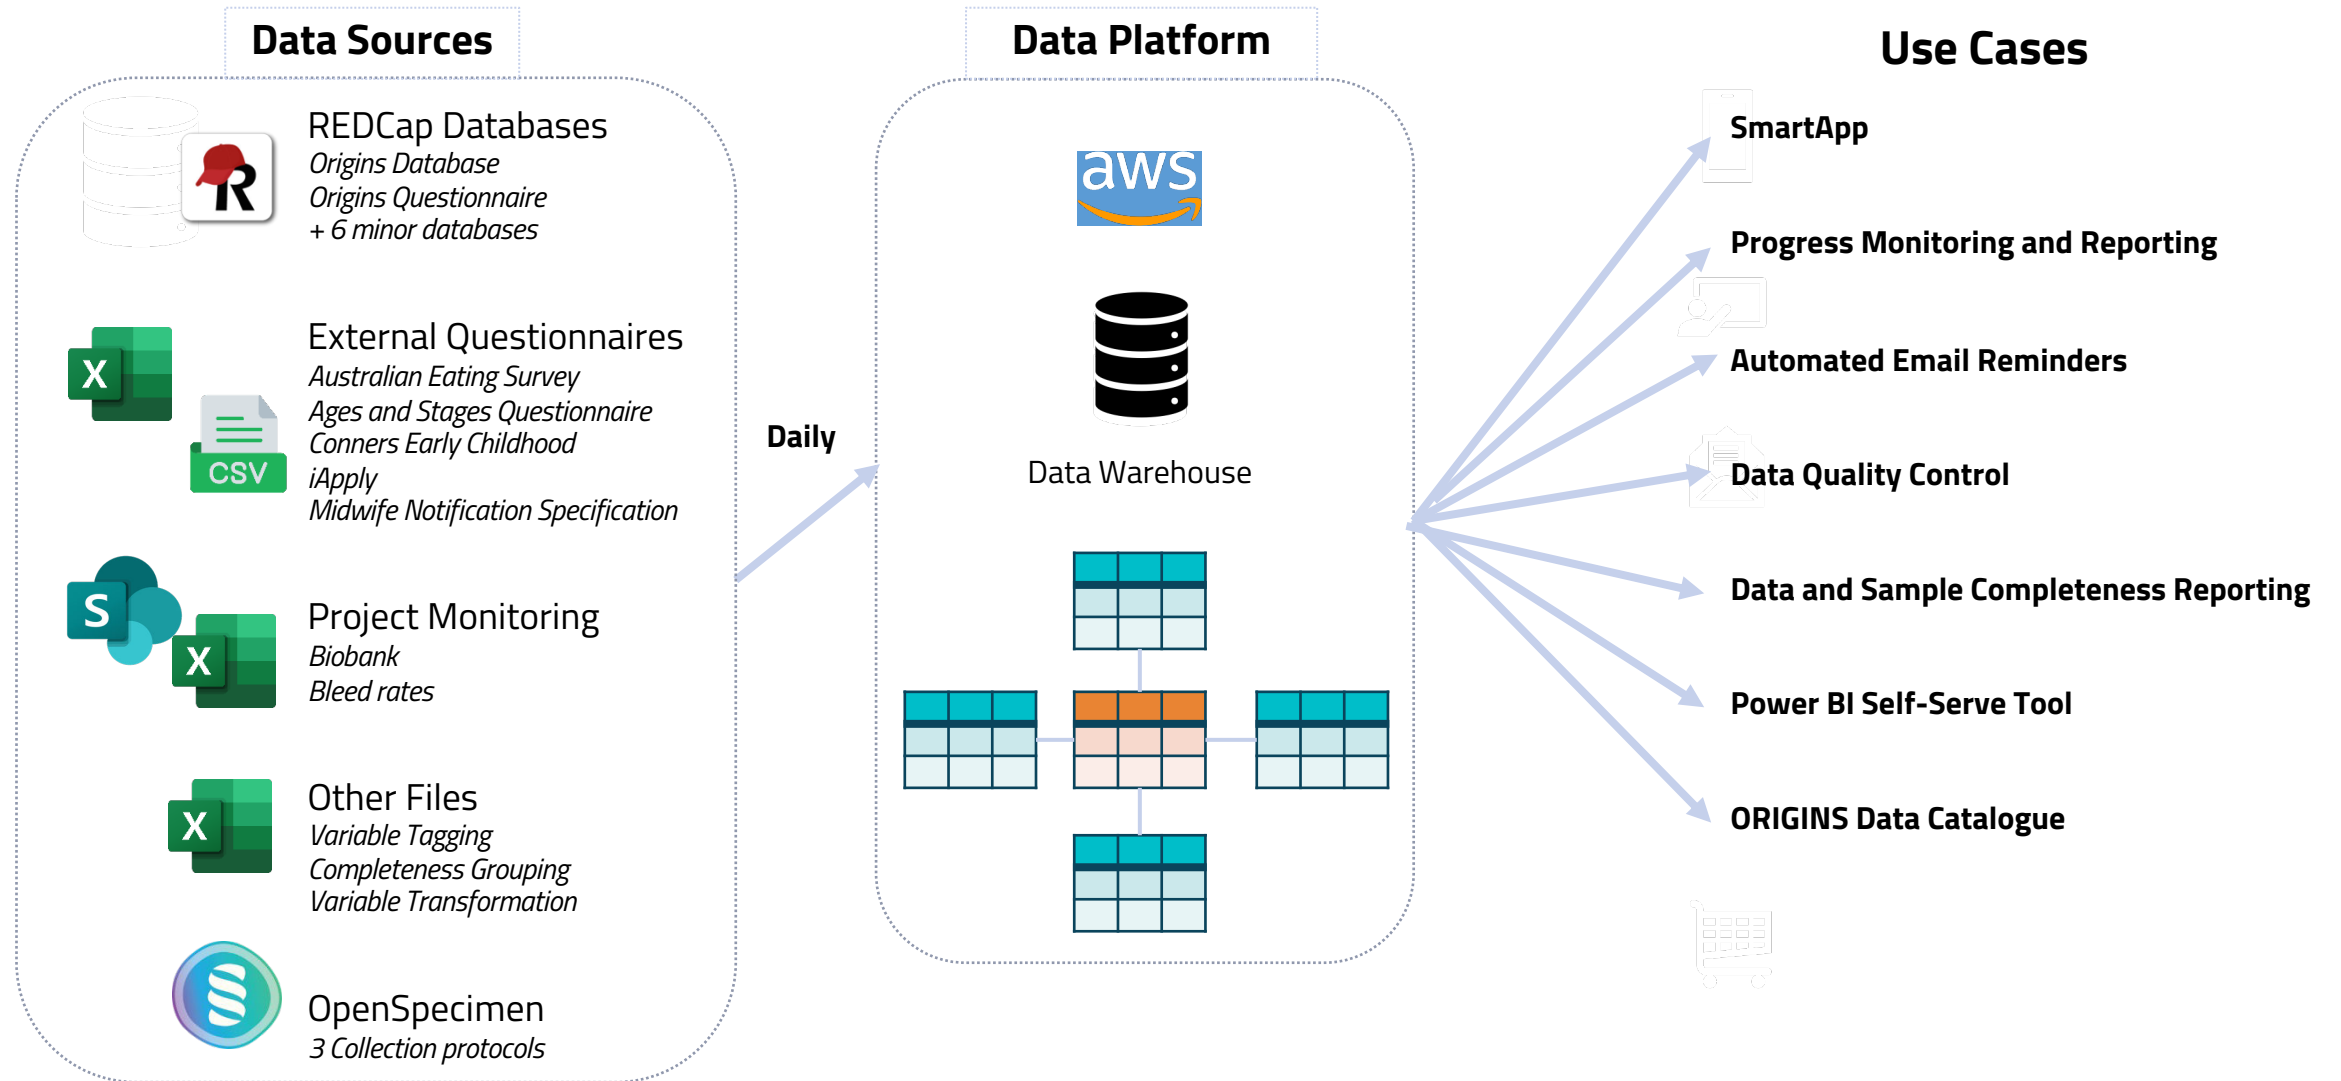 Data Sources
REDCap Databases
Origins Database
Origins Questionnaire
+ 6 minor databases
R
External Questionnaires
Australian Eating Survey
Ages and Stages Questionnaire
Conners Early Childhood
iApply
Midwife Notification Specification
X
CSV
Project Monitoring
Biobank
Bleed rates
S
X
Other Files
Variable Tagging
Completeness Grouping
Variable Transformation
X
OpenSpecimen
3 Collection protocols
Daily
Data Platform
aws
Data Warehouse
Use Cases
SmartApp
Progress Monitoring and Reporting
Automated Email Reminders
Data Quality Control
Data and Sample Completeness Reporting
Power BI Self-Serve Tool
ORIGINS Data Catalogue